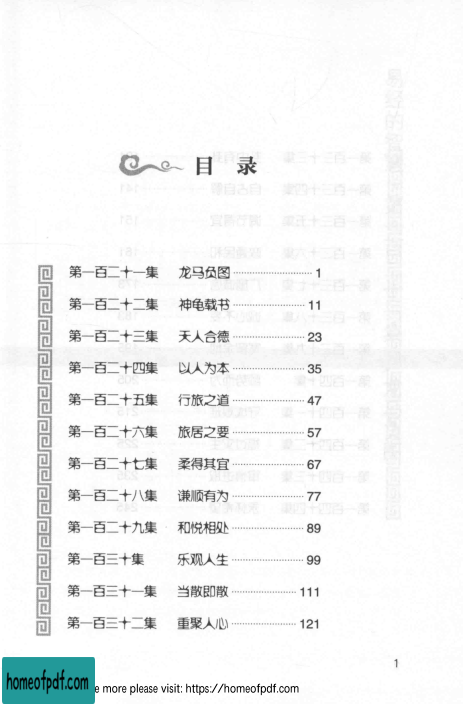 目 录
第一百二十一集 龙马负图 1
第一百二十二集 神龟载书 11
第一百二十三集 天人合德 23
第一百二十四集 以人为本 35
第一百二十五集 行旅之道 47
第一百二十六集 旅居之要 57
第一百二十七集 柔得其宜 67
第一百二十八集 谦顺有为 77
第一百二十九集 和悦相处 89
第一百三十集 乐观人生 99
第一百三十一集 当散即散 111
第一百三十二集 重聚人心 121
1
homeofpdf.com
e more please visit: https://homeofpdf.com